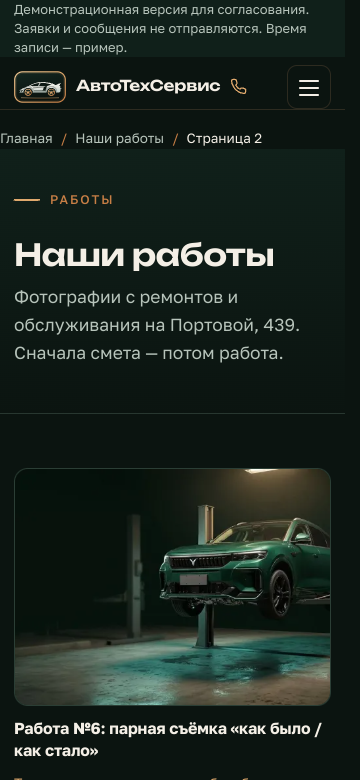 Демонстрационная версия для согласования.
Заявки и сообщения не отправляются. Время
записи — пример.
АвтоТехСервис
Главная / Наши работы / Страница 2
РАБОТЫ
Наши работы
Фотографии с ремонтов и
обслуживания на Портовой, 439.
Сначала смета — потом работа.
Работа №6: парная съёмка «как было /
как стало»